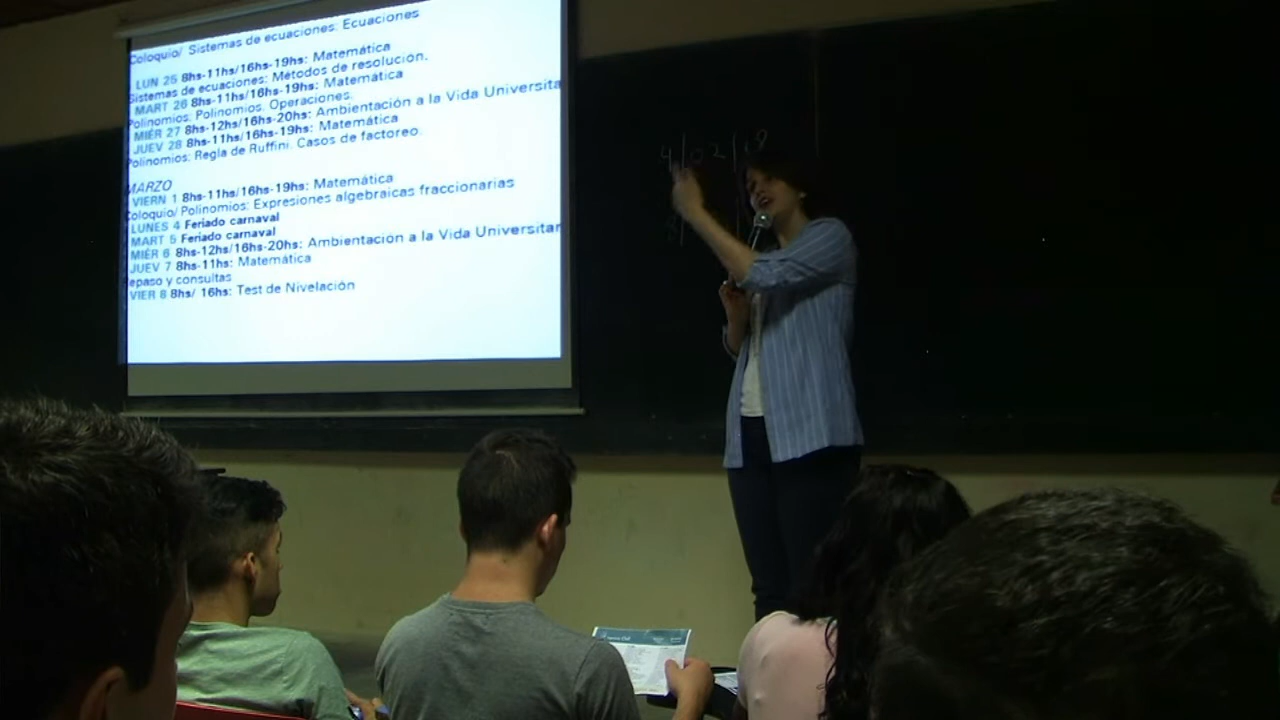 Coloquio/ Sistemas de ecuaciones: Ecuaciones
LUN 25 8hs-11hs/16hs-19hs: Matemática
Sistemas de ecuaciones: Métodos de resolución.
MART 26 8hs-11hs/16hs-19hs: Matemática
Polinomios: Polinomios. Operaciones.
MIÉR 27 8hs-12hs/16hs-20hs: Ambientación a la Vida Universita
JUEV 28 8hs-11hs/16hs-19hs: Matemática
Polinomios: Regla de Ruffini. Casos de factoreo.
MARZO
VIERN 1 8hs-11hs/16hs-19hs: Matemática
Coloquio/ Polinomios: Expresiones algebraicas fraccionarias
LUNES 4 Feriado carnaval
MART 5 Feriado carnaval
MIÉR 6 8hs-12hs/16hs-20hs: Ambientación a la Vida Universitar
JUEV 7 8hs-11hs: Matemática
Repaso y consultas
VIER 8 8hs/ 16hs: Test de Nivelación